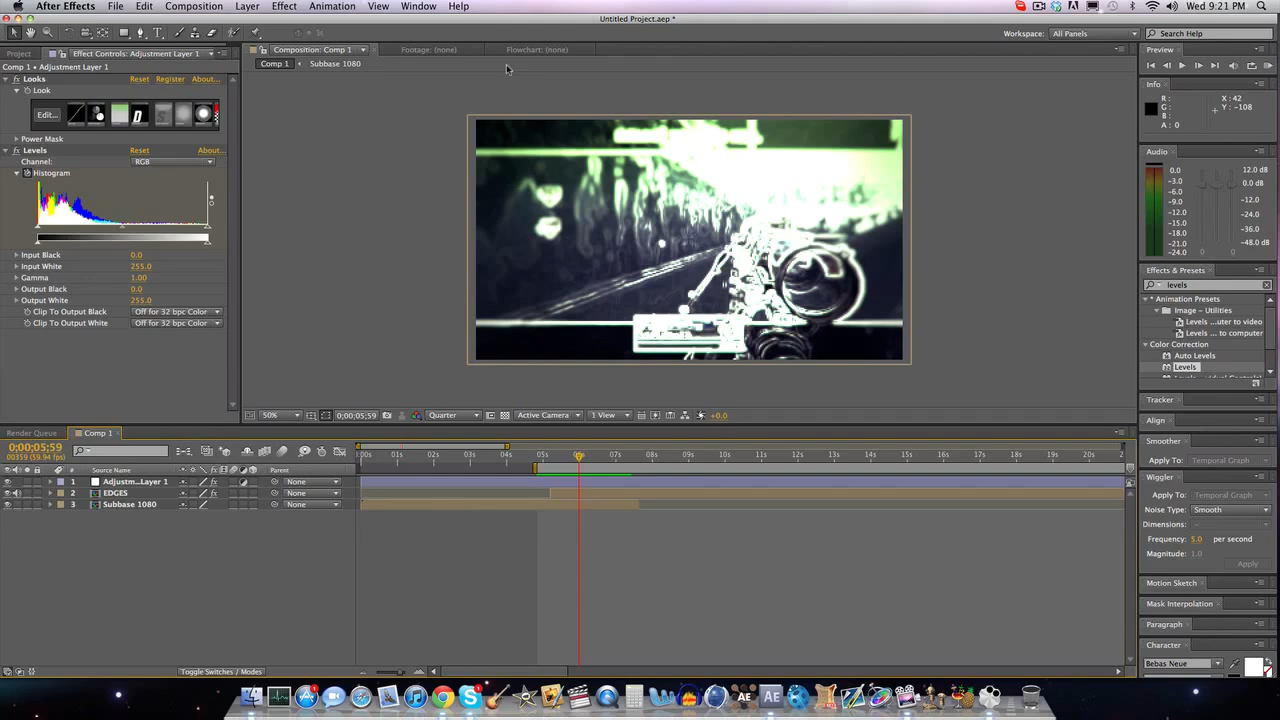 After Effects File Edit Composition Layer Effect Animation View Window Help Wed 9:21 PM
Untitled Project.aep *
Workspace: All Panels Search Help
Project Effect Controls: Adjustment Layer 1 Composition: Comp 1 Footage: (none) Flowchart: (none) Preview
Comp 1 • Adjustment Layer 1 Comp 1 Subbase 1080
Looks Reset Register About...
Look
Edit...
Power Mask
Levels Reset About...
Channel: RGB
Histogram
Input Black 0.0
Input White 255.0
Gamma 1.00
Output Black 0.0
Output White 255.0
Clip To Output Black Off for 32 bpc Color
Clip To Output White Off for 32 bpc Color
50% 0;00;05;59 Quarter Active Camera 1 View +0.0
Info
R: X: 42
G: Y: -108
B:
A: 0
Audio
0.0 12.0 dB
-3.0 0.0 dB
-6.0
-9.0 -12.0
-12.0
-15.0 -24.0
-18.0 -36.0
-21.0
-24.0 0 0 -48.0 dB
Effects & Presets
levels
* Animation Presets
Image – Utilities
Levels ...uter to video
Levels ... to computer
Color Correction
Auto Levels
Levels
Tracker
Align
Smoother
Apply To: Temporal Graph
Wiggler
Apply To: Temporal Graph
Noise Type: Smooth
Dimensions:
Frequency: 5.0 per second
Magnitude: 1.0
Apply
Motion Sketch
Mask Interpolation
Paragraph
Character
Bebas Neue
Render Queue Comp 1
0;00;05;59
00359 (59.94 fps)
:00s 01s 02s 03s 04s 05s 06s 07s 08s 09s 10s 11s 12s 13s 14s 15s 16s 17s 18s 19s 20s 2
# Source Name Parent
1 Adjustm...Layer 1 None
2 EDGES None
3 Subbase 1080 None
Toggle Switches / Modes
AE AE